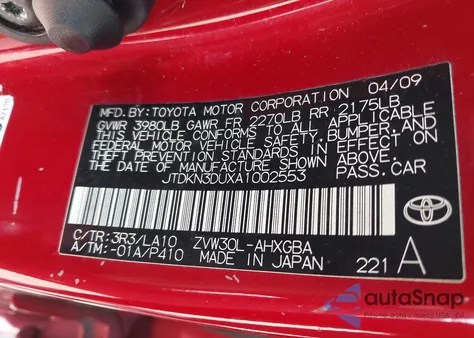 MFD. BY: TOYOTA MOTOR CORPORATION 04/09
GVWR 3980LB GAWR FR 2270LB RR 2175LB
THIS VEHICLE CONFORMS TO ALL APPLICABLE
FEDERAL MOTOR VEHICLE SAFETY, BUMPER, AND
THEFT PREVENTION STANDARDS IN EFFECT ON
THE DATE OF MANUFACTURE SHOWN ABOVE.
JTDKN3DUXA1002553 PASS. CAR
C/TR: 3R3/LA10 ZVW30L-AHXGBA
A/TM: -01A/P410 MADE IN JAPAN
221 A
TOYOTA
autoSnap